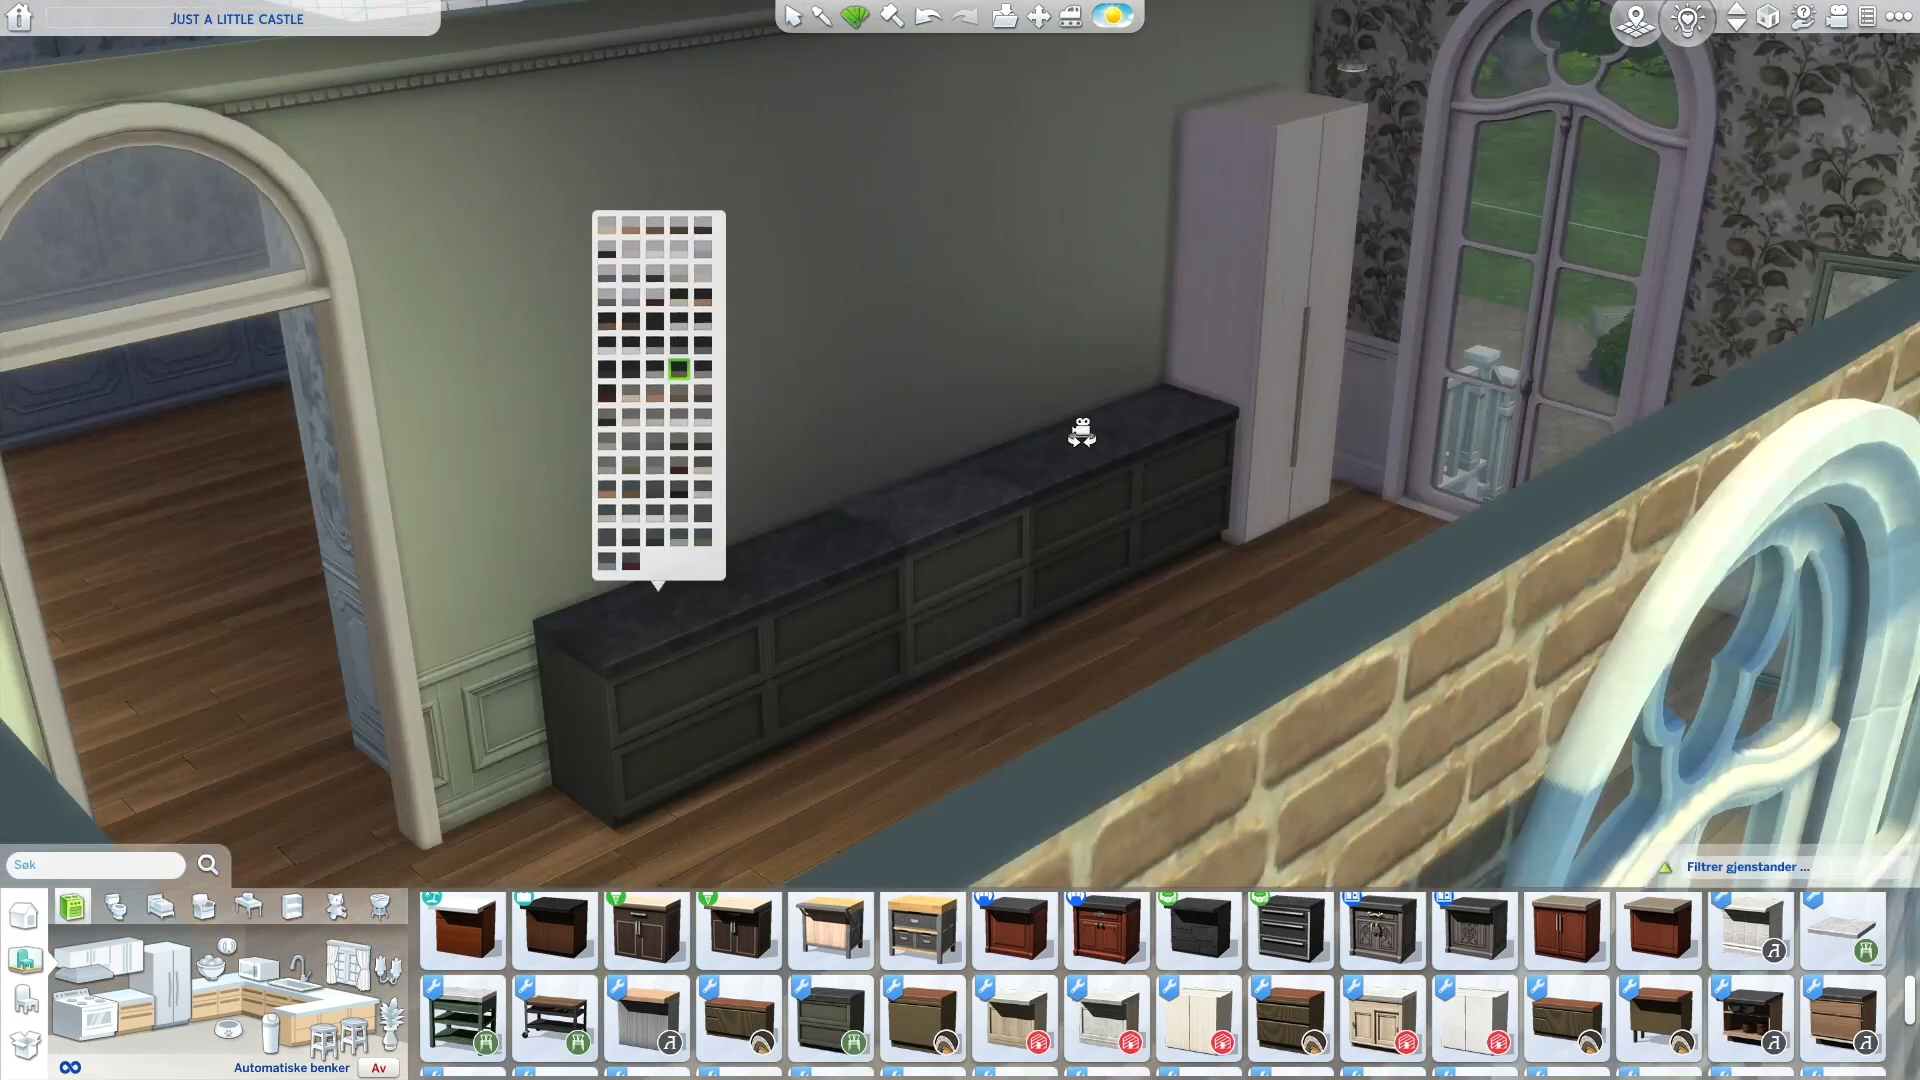 JUST A LITTLE CASTLE
Søk
Filtrer gjenstander ...
Automatiske benker
Av